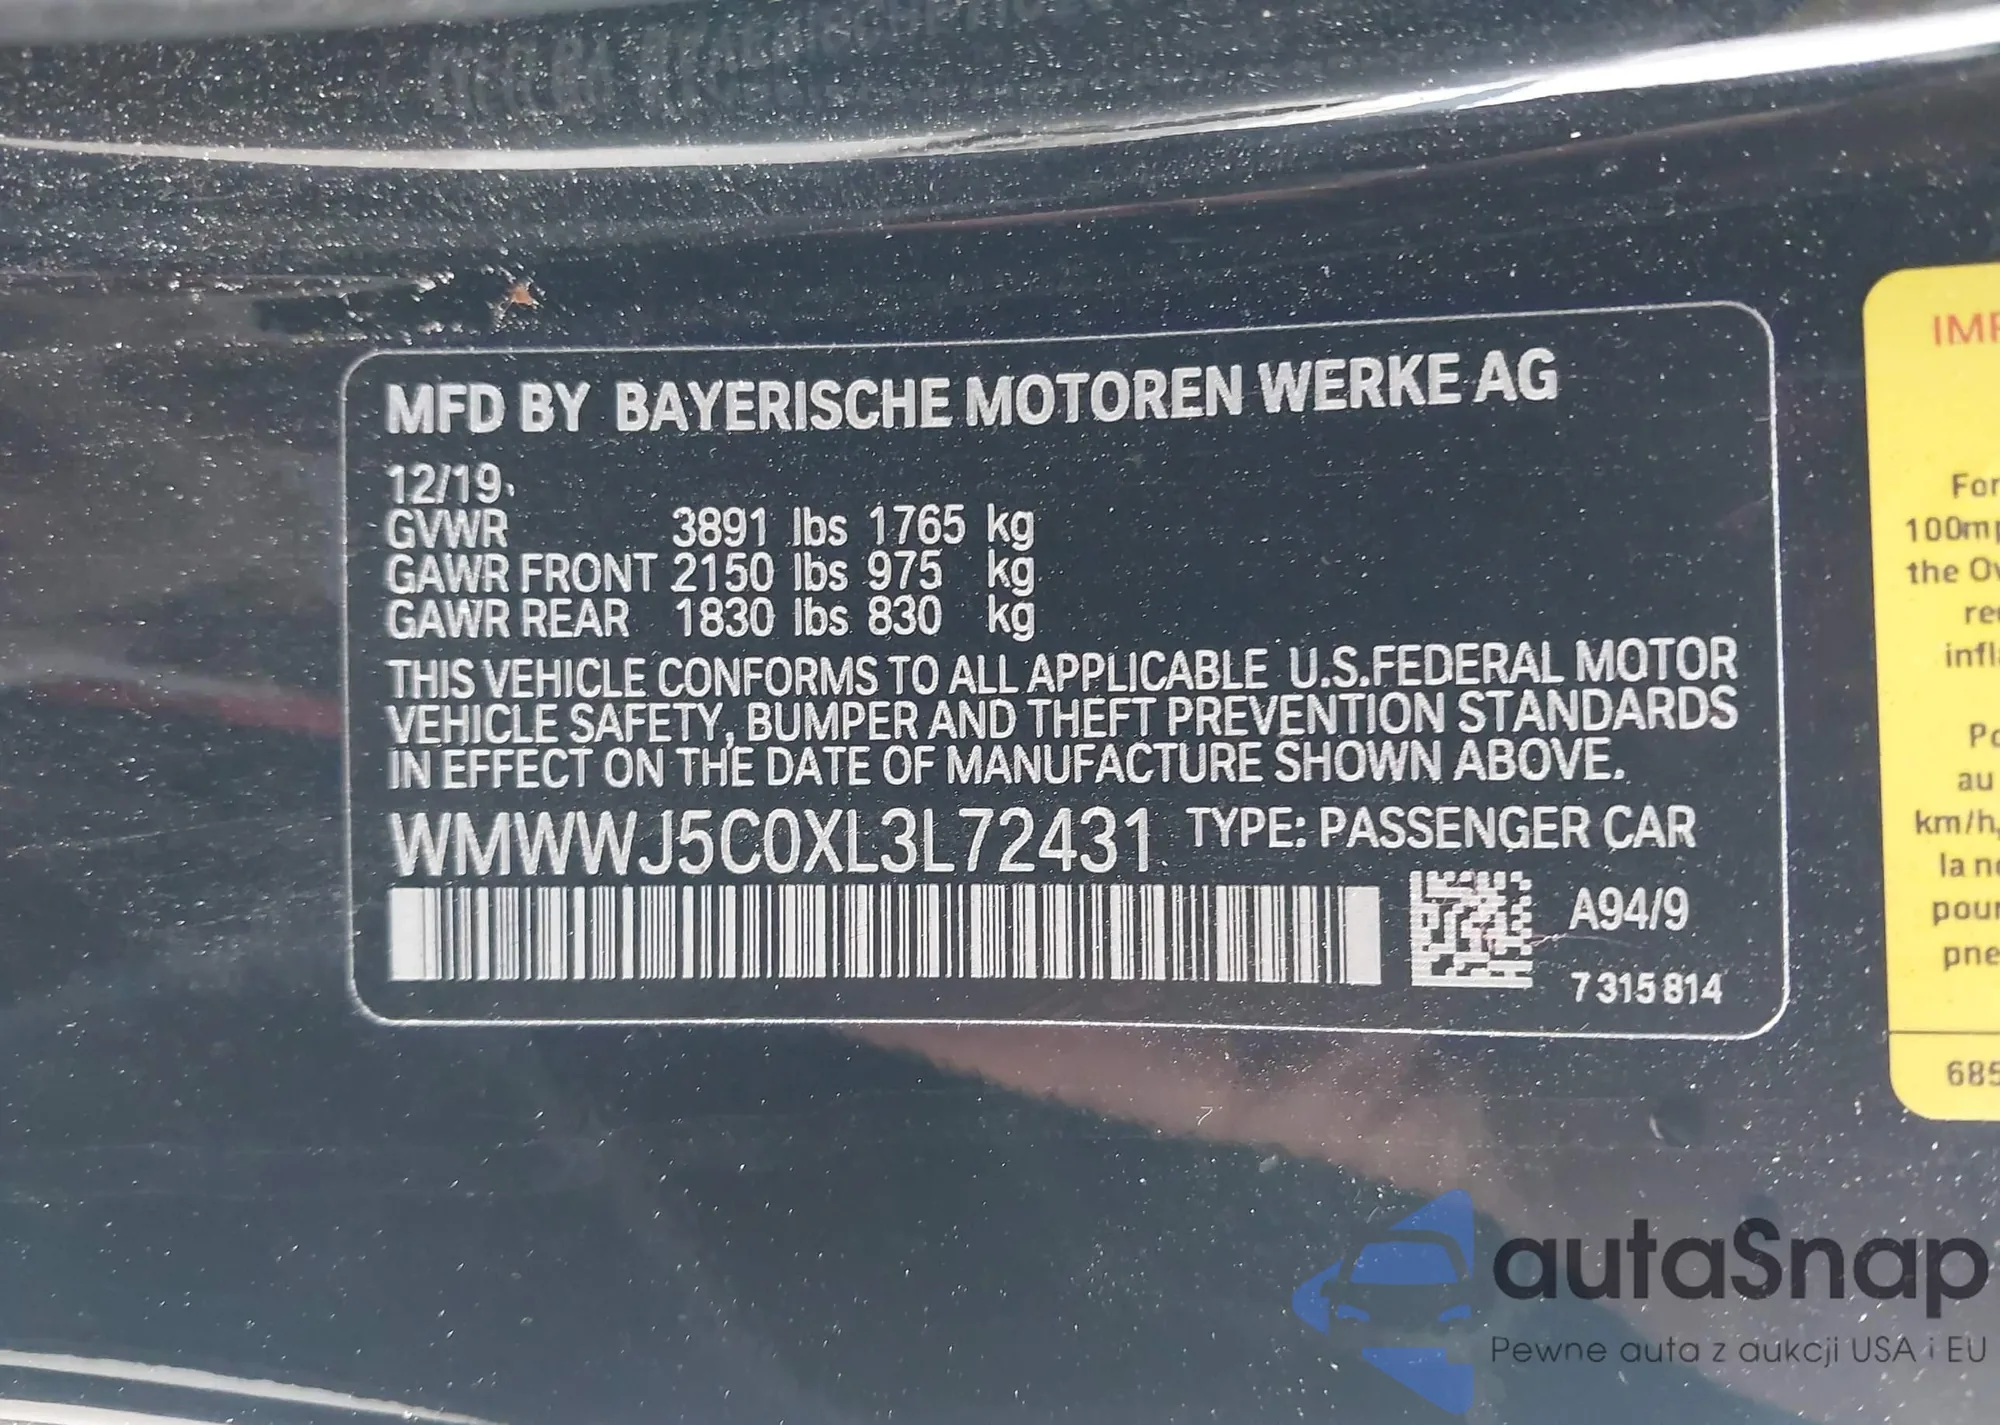 MFD BY BAYERISCHE MOTOREN WERKE AG
12/19
GVWR 3891 lbs 1765 kg
GAWR FRONT 2150 lbs 975 kg
GAWR REAR 1830 lbs 830 kg
THIS VEHICLE CONFORMS TO ALL APPLICABLE U.S.FEDERAL MOTOR
VEHICLE SAFETY, BUMPER AND THEFT PREVENTION STANDARDS
IN EFFECT ON THE DATE OF MANUFACTURE SHOWN ABOVE.
WMWWJ5C0XL3L72431 TYPE: PASSENGER CAR
A94/9
7 315 814
For
100mp
the Ov
infla
au
km/h,
la ne
pour
pne
685
autaSnap
Pewne auta z aukcji USA i EU